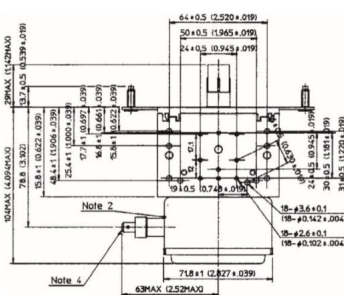 64±0.5 (2.520±.019)
50±0.5 (1.965±.019)
24±0.5 (0.945)
29MAX (1.142MAX)
13.7±0.5 (0.539±.019)
104MAX (4.094MAX)
78.8 (3.102)
15.8±1 (0.622±.039)
48.4±1 (1.906±.039)
25.4±1 (1.000±.039)
17.7±1 (0.697±.039)
16.8±1 (0.661±.039)
15.8±1 (0.622±.039)
17.1
12
(0.630±.039)
24±0.5 (0.945±.019)
30±0.5 (1.181±.019)
31±0.5 (1.220±.019)
19±0.5 (0.748±.019)
Note 2
18-φ3.6±0.1
(18-φ0.142±.004)
18-φ2.6±0.1
(18-φ0.102±.004)
Note 4
71.8±1 (2.827±.039)
63MAX (2.52MAX)